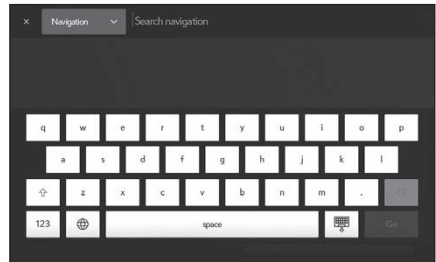 × Navigation Search navigation
q w e r t y u i o p
a s d f g h j k l
z x c v b n m .
123 space Go